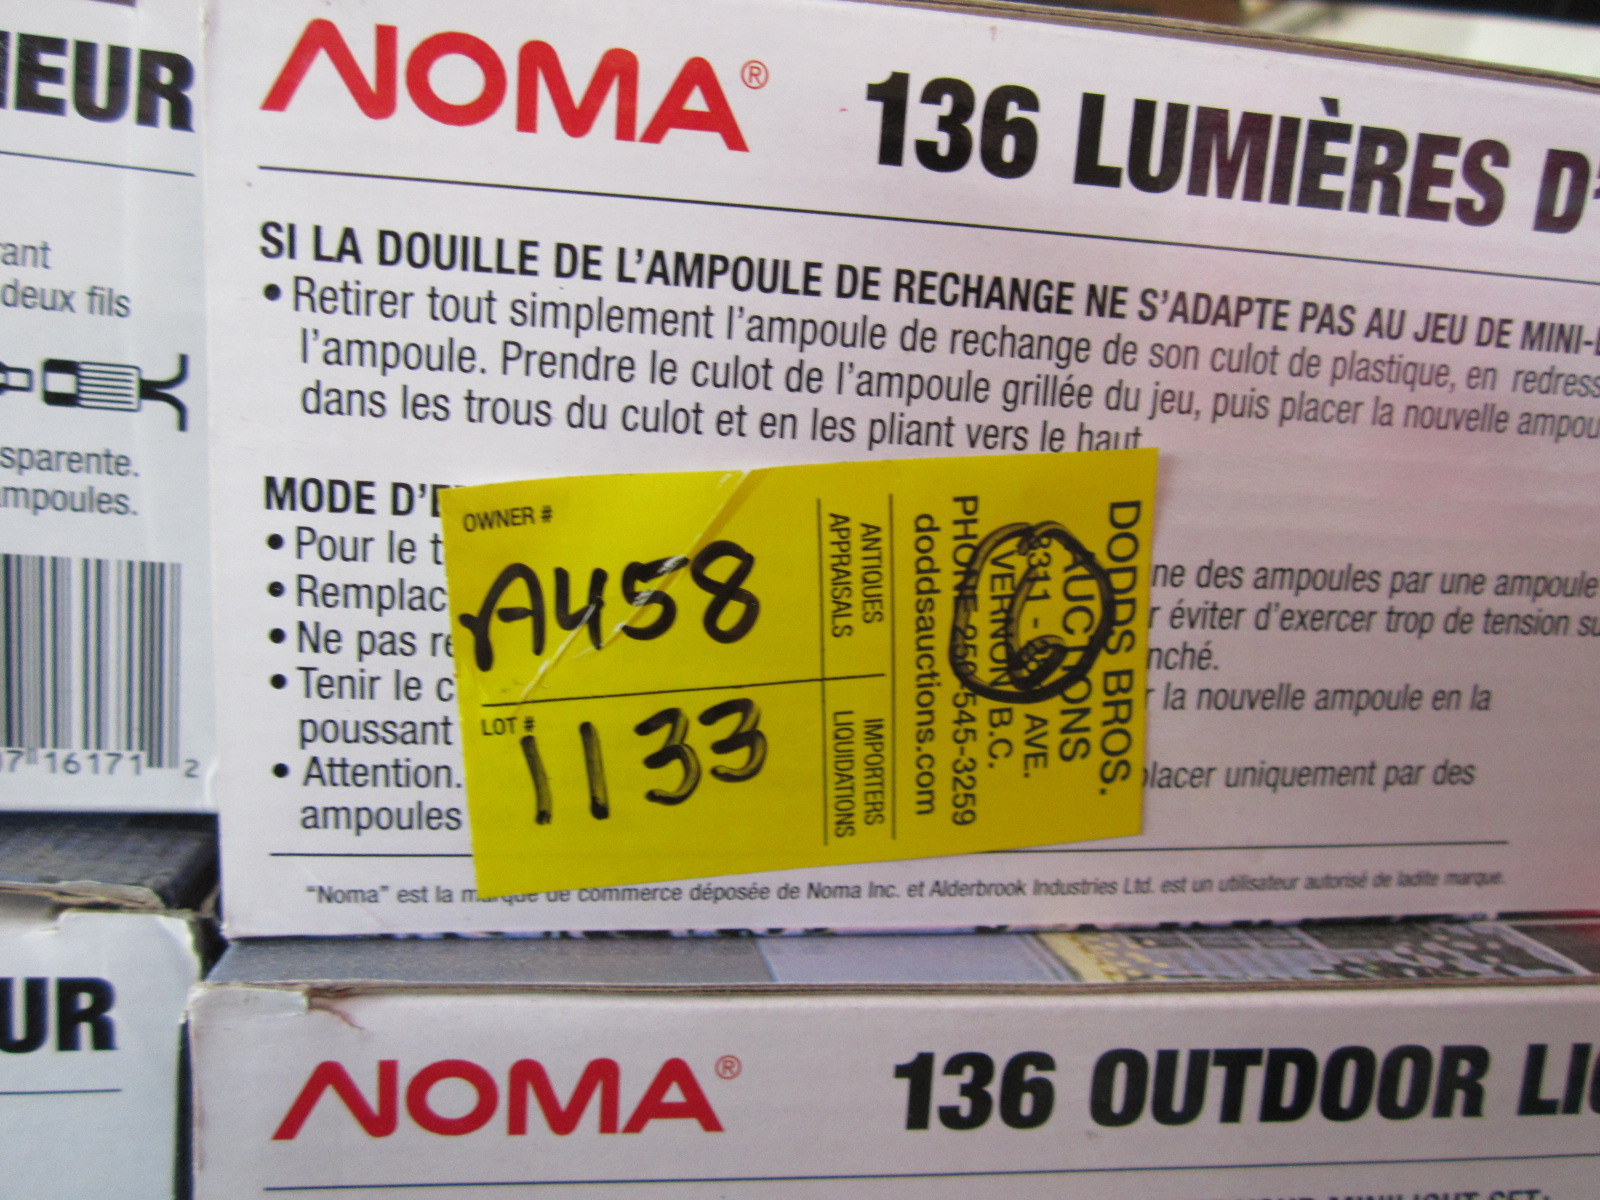 IEUR
rant
deux fils
sparente.
mpoules.
16171 2
NOMA® 136 LUMIÈRES D'
SI LA DOUILLE DE L'AMPOULE DE RECHANGE NE S'ADAPTE PAS AU JEU DE MINI-
• Retirer tout simplement l'ampoule de rechange de son culot de plastique, en redress
l'ampoule. Prendre le culot de l'ampoule grillée du jeu, puis placer la nouvelle ampou
dans les trous du culot et en les pliant vers le haut
MODE D'E
• Pour le t
• Remplac
• Ne pas re
• Tenir le c
poussant
• Attention.
ampoules
ne des ampoules par une ampoule
r éviter d'exercer trop de tension su
nché.
r la nouvelle ampoule en la
placer uniquement par des
OWNER #
A458
LOT #
1133
ANTIQUES
APPRAISALS
IMPORTERS
LIQUIDATIONS
DODDS BROS.
AUCTIONS
3311 - AVE.
VERNON B.C.
PHONE 250-545-3259
doddsauctions.com
"Noma" est la marque de commerce déposée de Noma Inc. et Alderbrook Industries Ltd. est un utilisateur autorisé de ladite marque.
UR
NOMA® 136 OUTDOOR LI